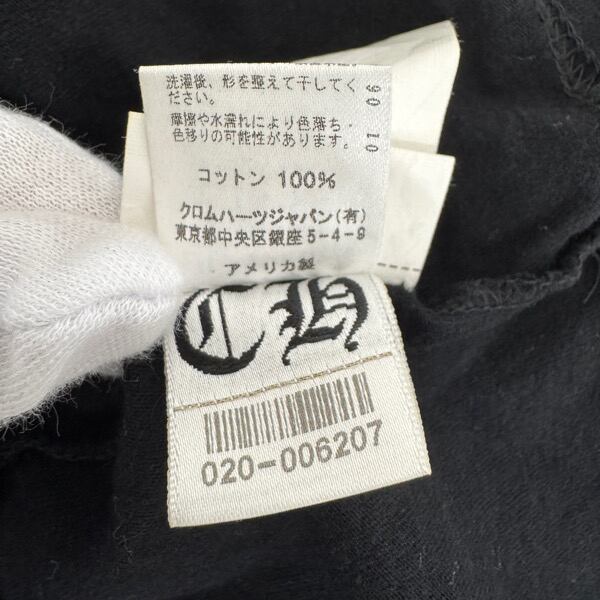 洗濯後、形を整えて干してく
ださい。
摩擦や水濡れにより色落ち・
色移りの可能性があります。
01 06
コットン 100%
クロムハーツジャパン(有)
東京都中央区銀座5-4-9
アメリカ製
CH
020-006207